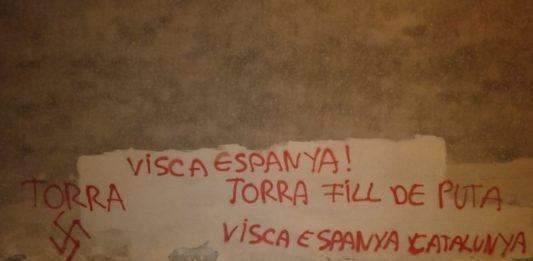 VISCA ESPANYA!
TORRA TORRA FILL DE PUTA
VISCA ESPANYA CATALUNYA